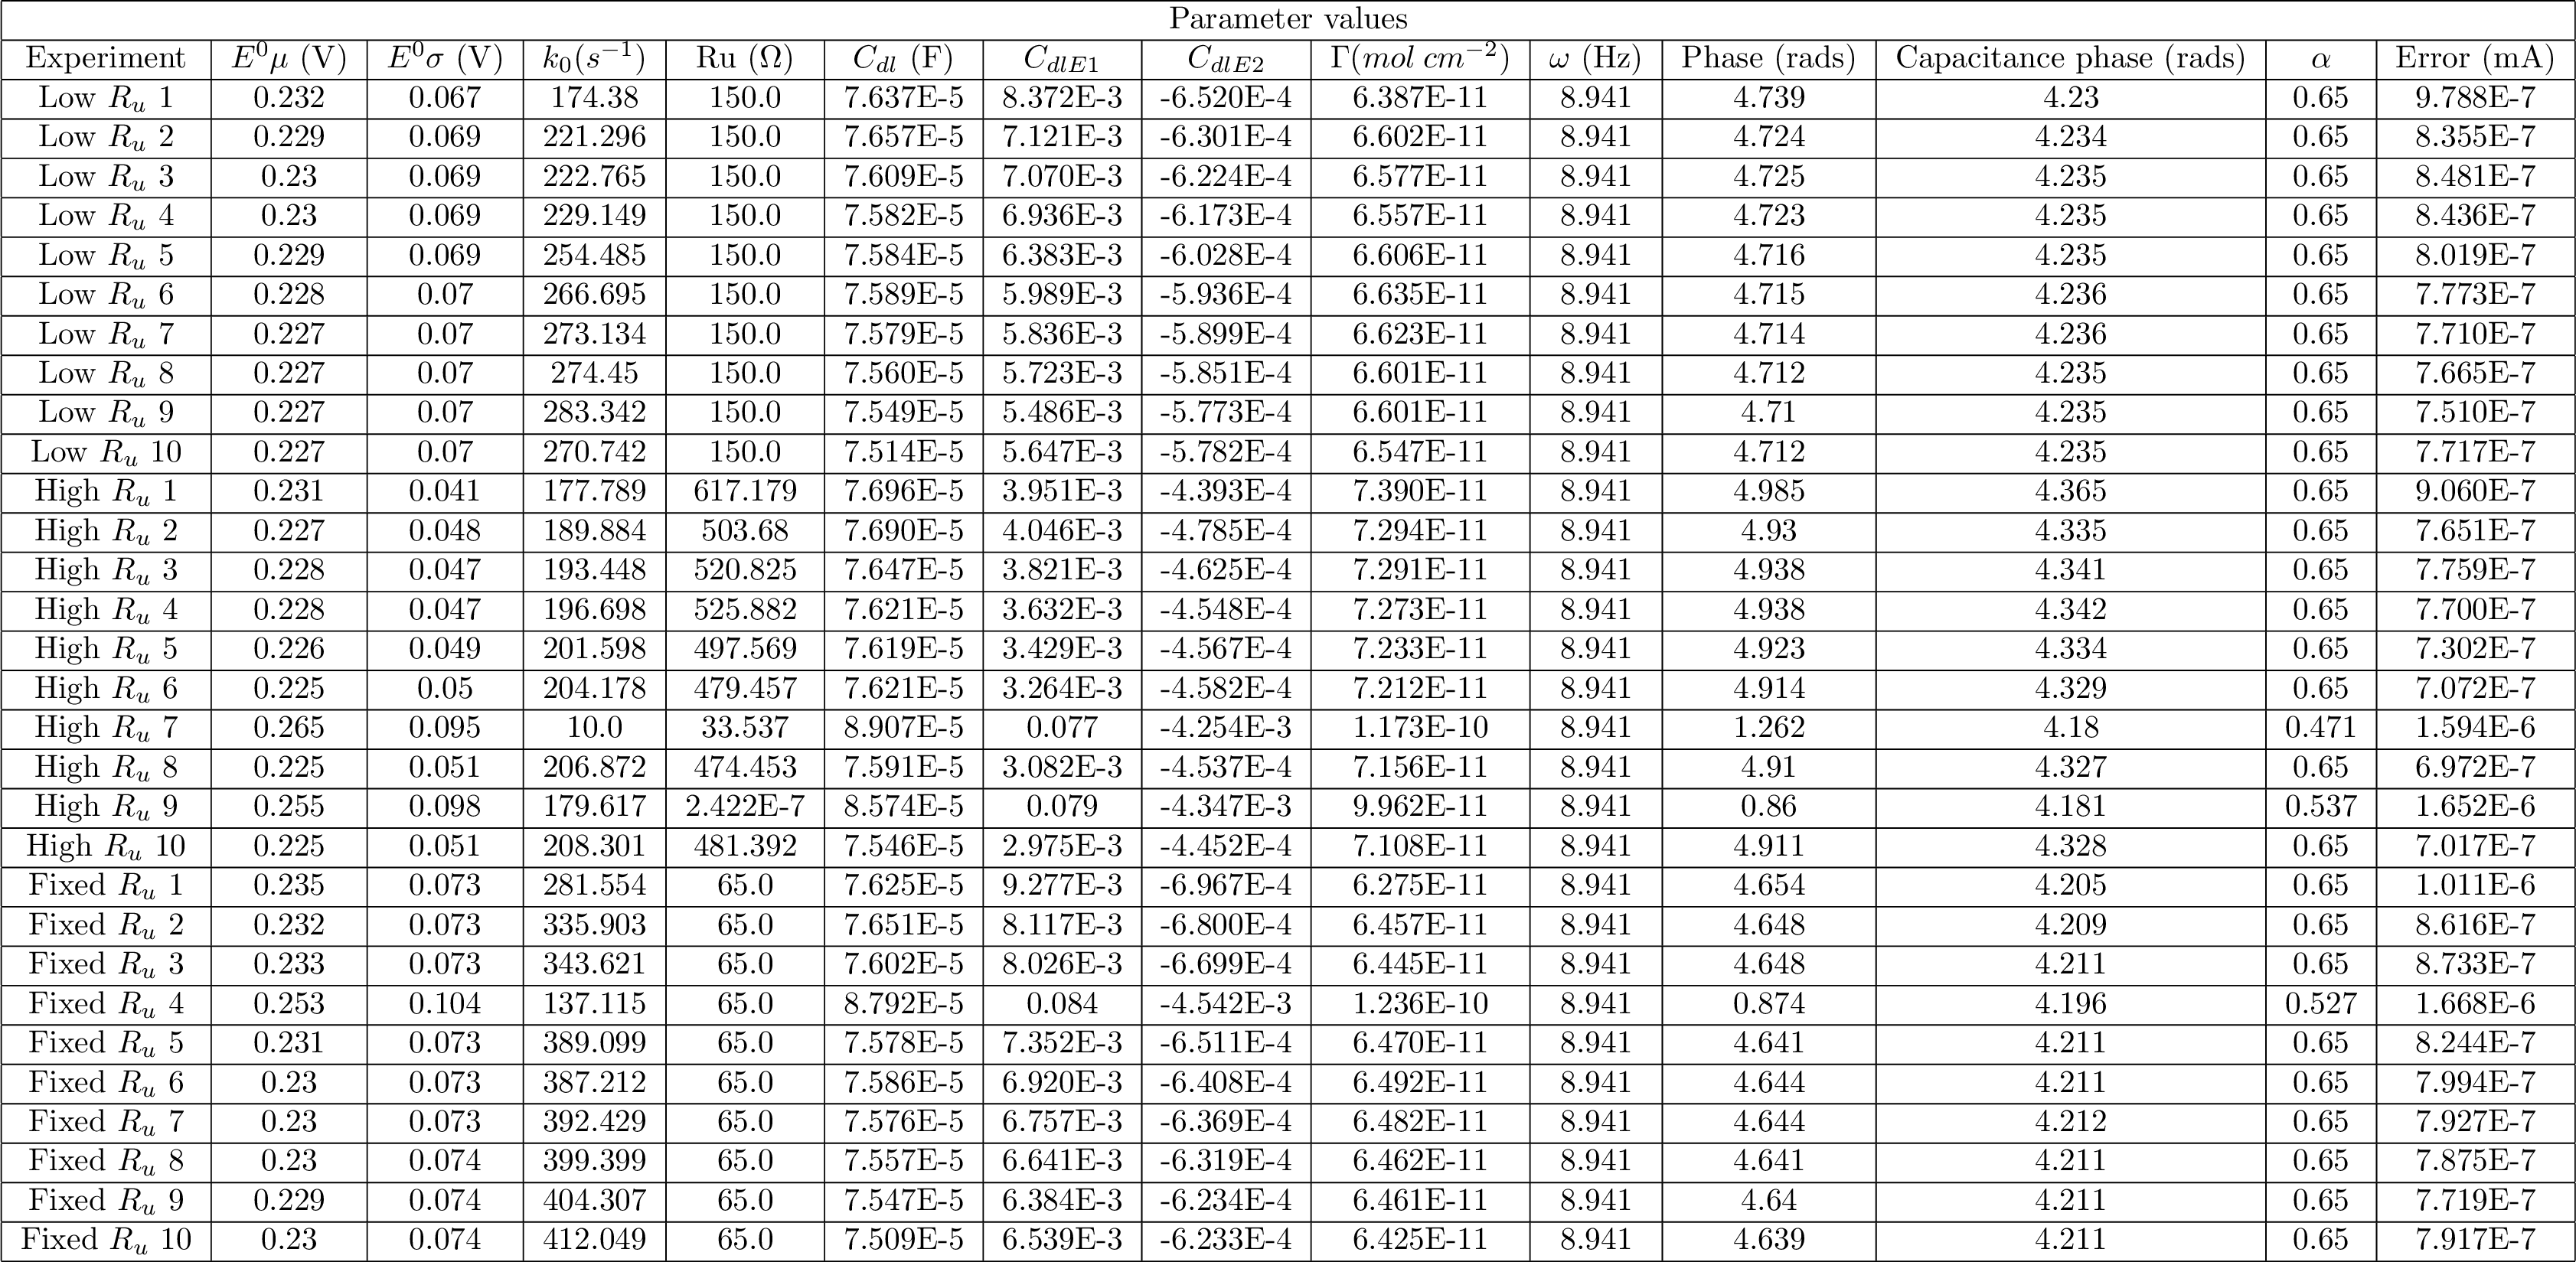 Parameter values
Experiment E⁰μ (V) E⁰σ (V) k₀(s⁻¹) Ru (Ω) C_dl (F) C_dlE1 C_dlE2 Γ(mol cm⁻²) ω (Hz) Phase (rads) Capacitance phase (rads) α Error (mA)
Low R_u 1 0.232 0.067 174.38 150.0 7.637E-5 8.372E-3 -6.520E-4 6.387E-11 8.941 4.739 4.23 0.65 9.788E-7
Low R_u 2 0.229 0.069 221.296 150.0 7.657E-5 7.121E-3 -6.301E-4 6.602E-11 8.941 4.724 4.234 0.65 8.355E-7
Low R_u 3 0.23 0.069 222.765 150.0 7.609E-5 7.070E-3 -6.224E-4 6.577E-11 8.941 4.725 4.235 0.65 8.481E-7
Low R_u 4 0.23 0.069 229.149 150.0 7.582E-5 6.936E-3 -6.173E-4 6.557E-11 8.941 4.723 4.235 0.65 8.436E-7
Low R_u 5 0.229 0.069 254.485 150.0 7.584E-5 6.383E-3 -6.028E-4 6.606E-11 8.941 4.716 4.235 0.65 8.019E-7
Low R_u 6 0.228 0.07 266.695 150.0 7.589E-5 5.989E-3 -5.936E-4 6.635E-11 8.941 4.715 4.236 0.65 7.773E-7
Low R_u 7 0.227 0.07 273.134 150.0 7.579E-5 5.836E-3 -5.899E-4 6.623E-11 8.941 4.714 4.236 0.65 7.710E-7
Low R_u 8 0.227 0.07 274.45 150.0 7.560E-5 5.723E-3 -5.851E-4 6.601E-11 8.941 4.712 4.235 0.65 7.665E-7
Low R_u 9 0.227 0.07 283.342 150.0 7.549E-5 5.486E-3 -5.773E-4 6.601E-11 8.941 4.71 4.235 0.65 7.510E-7
Low R_u 10 0.227 0.07 270.742 150.0 7.514E-5 5.647E-3 -5.782E-4 6.547E-11 8.941 4.712 4.235 0.65 7.717E-7
High R_u 1 0.231 0.041 177.789 617.179 7.696E-5 3.951E-3 -4.393E-4 7.390E-11 8.941 4.985 4.365 0.65 9.060E-7
High R_u 2 0.227 0.048 189.884 503.68 7.690E-5 4.046E-3 -4.785E-4 7.294E-11 8.941 4.93 4.335 0.65 7.651E-7
High R_u 3 0.228 0.047 193.448 520.825 7.647E-5 3.821E-3 -4.625E-4 7.291E-11 8.941 4.938 4.341 0.65 7.759E-7
High R_u 4 0.228 0.047 196.698 525.882 7.621E-5 3.632E-3 -4.548E-4 7.273E-11 8.941 4.938 4.342 0.65 7.700E-7
High R_u 5 0.226 0.049 201.598 497.569 7.619E-5 3.429E-3 -4.567E-4 7.233E-11 8.941 4.923 4.334 0.65 7.302E-7
High R_u 6 0.225 0.05 204.178 479.457 7.621E-5 3.264E-3 -4.582E-4 7.212E-11 8.941 4.914 4.329 0.65 7.072E-7
High R_u 7 0.265 0.095 10.0 33.537 8.907E-5 0.077 -4.254E-3 1.173E-10 8.941 1.262 4.18 0.471 1.594E-6
High R_u 8 0.225 0.051 206.872 474.453 7.591E-5 3.082E-3 -4.537E-4 7.156E-11 8.941 4.91 4.327 0.65 6.972E-7
High R_u 9 0.255 0.098 179.617 2.422E-7 8.574E-5 0.079 -4.347E-3 9.962E-11 8.941 0.86 4.181 0.537 1.652E-6
High R_u 10 0.225 0.051 208.301 481.392 7.546E-5 2.975E-3 -4.452E-4 7.108E-11 8.941 4.911 4.328 0.65 7.017E-7
Fixed R_u 1 0.235 0.073 281.554 65.0 7.625E-5 9.277E-3 -6.967E-4 6.275E-11 8.941 4.654 4.205 0.65 1.011E-6
Fixed R_u 2 0.232 0.073 335.903 65.0 7.651E-5 8.117E-3 -6.800E-4 6.457E-11 8.941 4.648 4.209 0.65 8.616E-7
Fixed R_u 3 0.233 0.073 343.621 65.0 7.602E-5 8.026E-3 -6.699E-4 6.445E-11 8.941 4.648 4.211 0.65 8.733E-7
Fixed R_u 4 0.253 0.104 137.115 65.0 8.792E-5 0.084 -4.542E-3 1.236E-10 8.941 0.874 4.196 0.527 1.668E-6
Fixed R_u 5 0.231 0.073 389.099 65.0 7.578E-5 7.352E-3 -6.511E-4 6.470E-11 8.941 4.641 4.211 0.65 8.244E-7
Fixed R_u 6 0.23 0.073 387.212 65.0 7.586E-5 6.920E-3 -6.408E-4 6.492E-11 8.941 4.644 4.211 0.65 7.994E-7
Fixed R_u 7 0.23 0.073 392.429 65.0 7.576E-5 6.757E-3 -6.369E-4 6.482E-11 8.941 4.644 4.212 0.65 7.927E-7
Fixed R_u 8 0.23 0.074 399.399 65.0 7.557E-5 6.641E-3 -6.319E-4 6.462E-11 8.941 4.641 4.211 0.65 7.875E-7
Fixed R_u 9 0.229 0.074 404.307 65.0 7.547E-5 6.384E-3 -6.234E-4 6.461E-11 8.941 4.64 4.211 0.65 7.719E-7
Fixed R_u 10 0.23 0.074 412.049 65.0 7.509E-5 6.539E-3 -6.233E-4 6.425E-11 8.941 4.639 4.211 0.65 7.917E-7